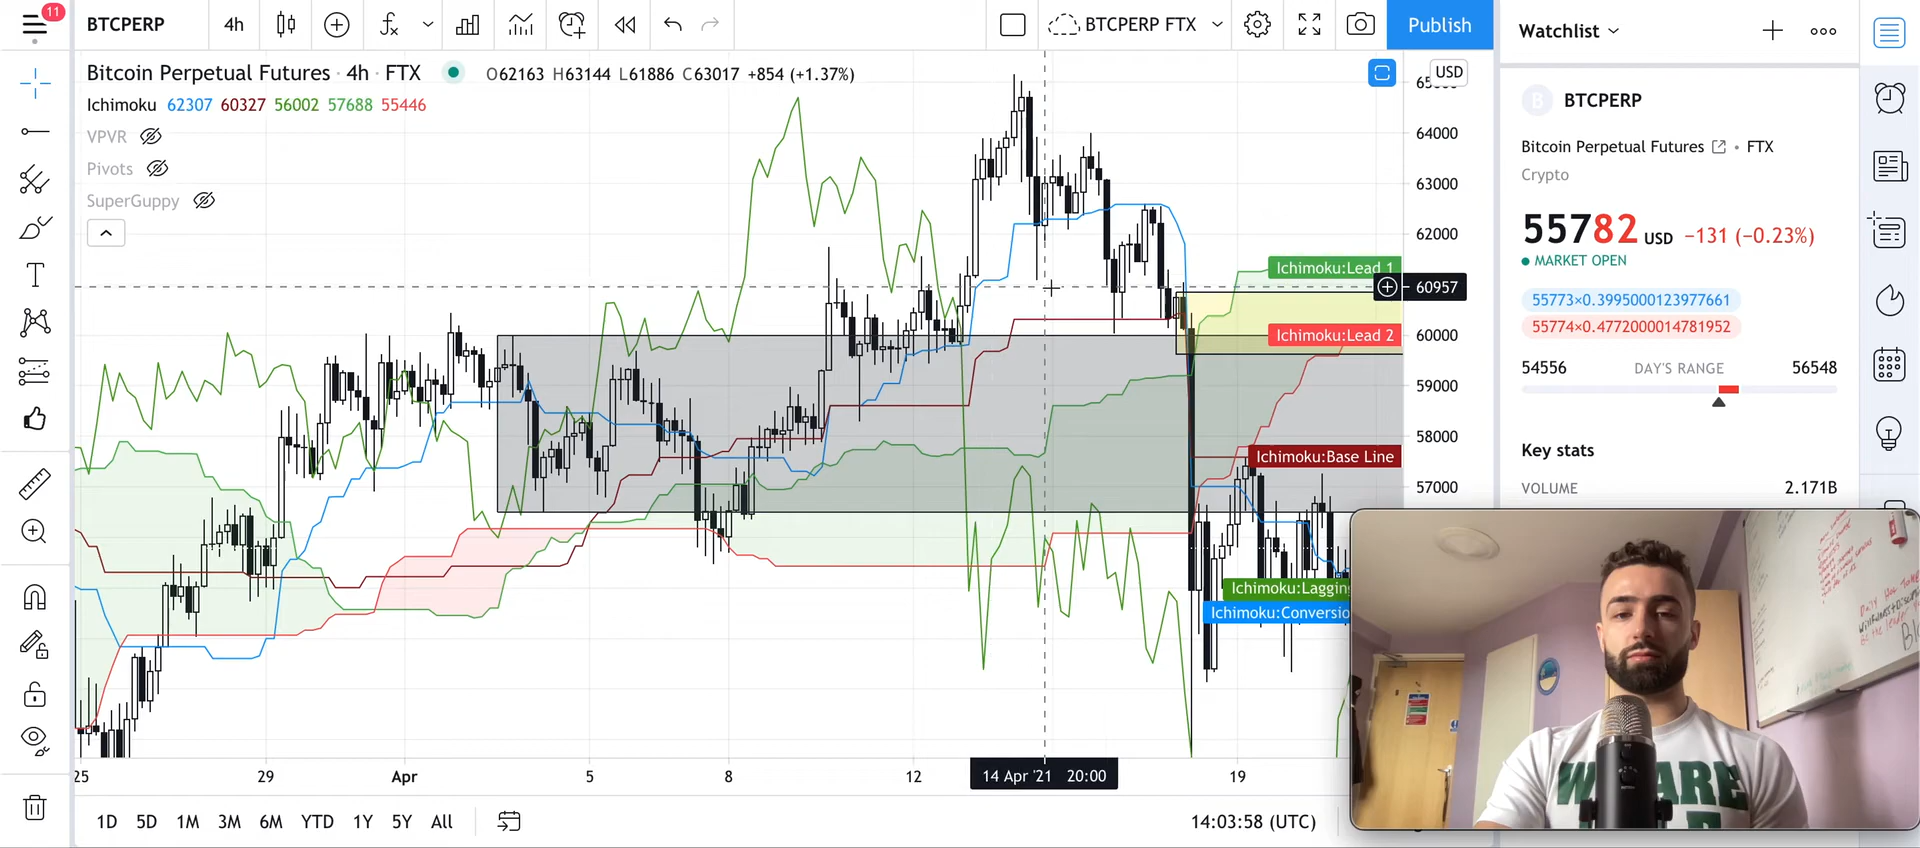 11
BTCPERP
4h
BTCPERP FTX
Publish
Watchlist
Bitcoin Perpetual Futures · 4h · FTX
O62163 H63144 L61886 C63017 +854 (+1.37%)
USD
Ichimoku 62307 60327 56002 57688 55446
VPVR
Pivots
SuperGuppy
64000
63000
62000
Ichimoku:Lead 1
60957
Ichimoku:Lead 2
60000
59000
58000
Ichimoku:Base Line
57000
Ichimoku:Laggin
Ichimoku:Conversio
25
29
Apr
5
8
12
14 Apr '21 20:00
19
1D 5D 1M 3M 6M YTD 1Y 5Y All
14:03:58 (UTC)
B BTCPERP
Bitcoin Perpetual Futures • FTX
Crypto
55782 USD −131 (−0.23%)
MARKET OPEN
55773×0.3995000123977661
55774×0.4772000014781952
54556 DAY'S RANGE 56548
Key stats
VOLUME 2.171B
WE ARE